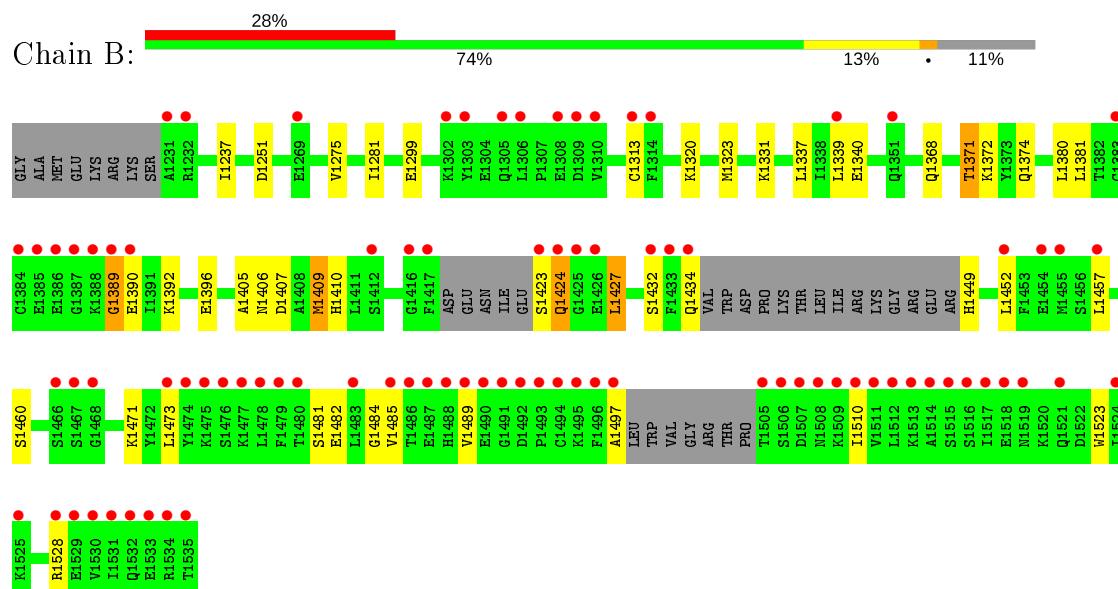 28%
Chain B:
74% 13% • 11%
GLY ALA MET GLU LYS ARG LYS SER A1231 R1232 I1237 D1251 E1269 V1275 I1281 E1299 K1302 Y1303 E1304 Q1305 L1306 P1307 E1308 D1309 V1310 C1313 F1314 K1320 M1323 K1331 L1337 I1338 L1339 E1340 Q1351 Q1368 T1371 K1372 Y1373 Q1374 L1380 L1381 T1382 C1383
C1384 E1385 E1386 G1387 K1388 G1389 E1390 I1391 K1392 E1396 A1405 N1406 D1407 A1408 M1409 H1410 L1411 S1412 G1416 F1417 ASP GLU ASN ILE GLU S1423 Q1424 G1425 E1426 L1427 S1432 F1433 Q1434 VAL TRP ASP PRO LYS THR LEU ILE ARG LYS GLY ARG GLU ARG H1449 L1452 F1453 E1454 M1455 S1456 L1457
S1460 S1466 S1467 G1468 K1471 Y1472 L1473 Y1474 K1475 S1476 K1477 L1478 F1479 T1480 S1481 E1482 L1483 G1484 V1485 T1486 E1487 H1488 V1489 E1490 G1491 D1492 P1493 C1494 K1495 F1496 A1497 LEU TRP VAL GLY ARG THR PRO T1505 S1506 D1507 N1508 K1509 I1510 V1511 L1512 K1513 A1514 S1515 S1516 I1517 E1518 N1519 K1520 Q1521 D1522 W1523 I1524
K1525 R1528 E1529 V1530 I1531 Q1532 E1533 R1534 T1535